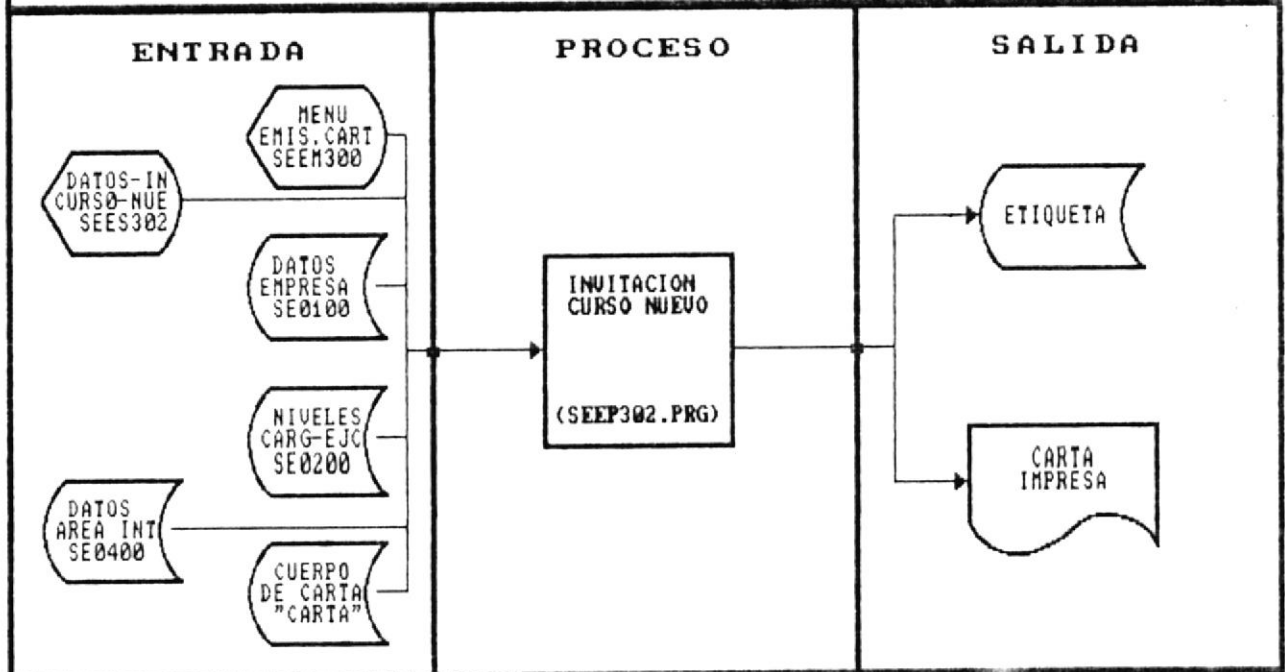 ENTRADA
MENU
EMIS.CART
SEEM300
DATOS-IN
CURSO-NUE
SEES302
DATOS
EMPRESA
SE0100
NIVELES
CARG-EJC
SE0200
DATOS
AREA INT
SE0400
CUERPO
DE CARTA
"CARTA"
PROCESO
INVITACION
CURSO NUEVO
(SEEP302.PRG)
SALIDA
ETIQUETA
CARTA
IMPRESA